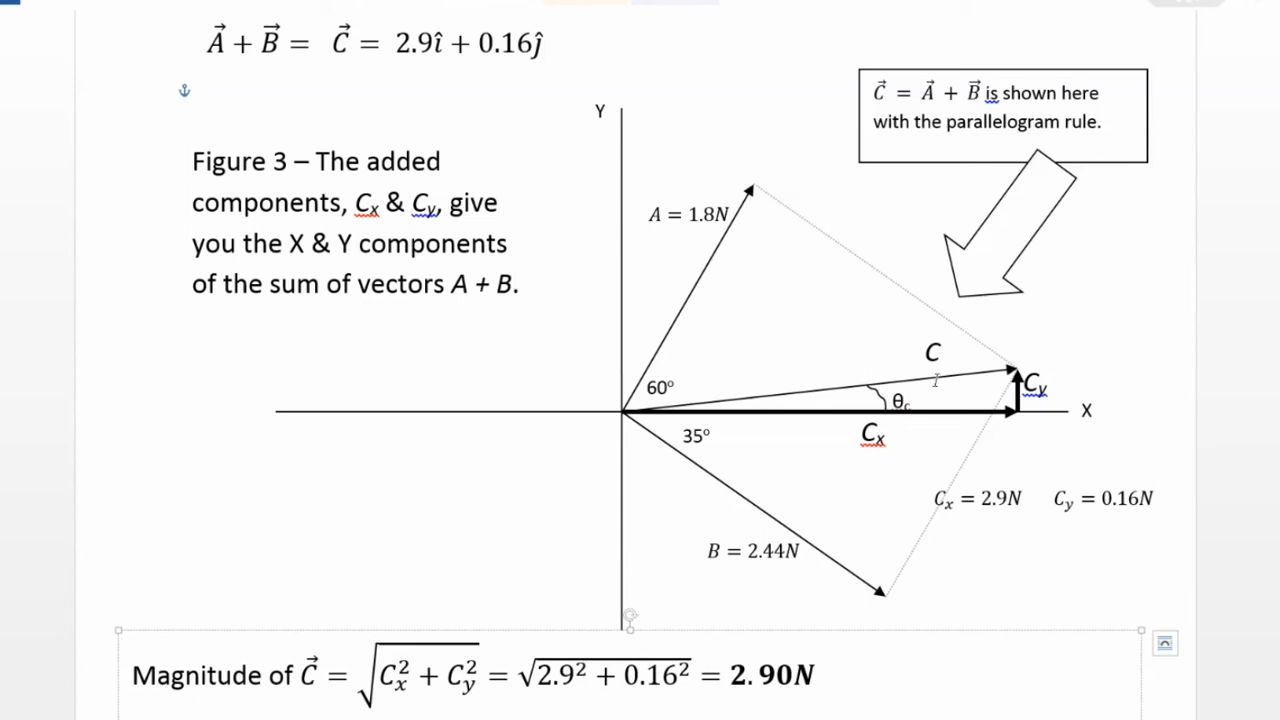 A⃗ + B⃗ = C⃗ = 2.9î + 0.16ĵ
C⃗ = A⃗ + B⃗ is shown here
with the parallelogram rule.
Y
Figure 3 – The added
components, Cx & Cy, give
you the X & Y components
of the sum of vectors A + B.
A = 1.8N
C
60º
Cy
θc
X
35º
Cx
Cx = 2.9N Cy = 0.16N
B = 2.44N
Magnitude of C⃗ = √Cx² + Cy² = √2.9² + 0.16² = 2.90N